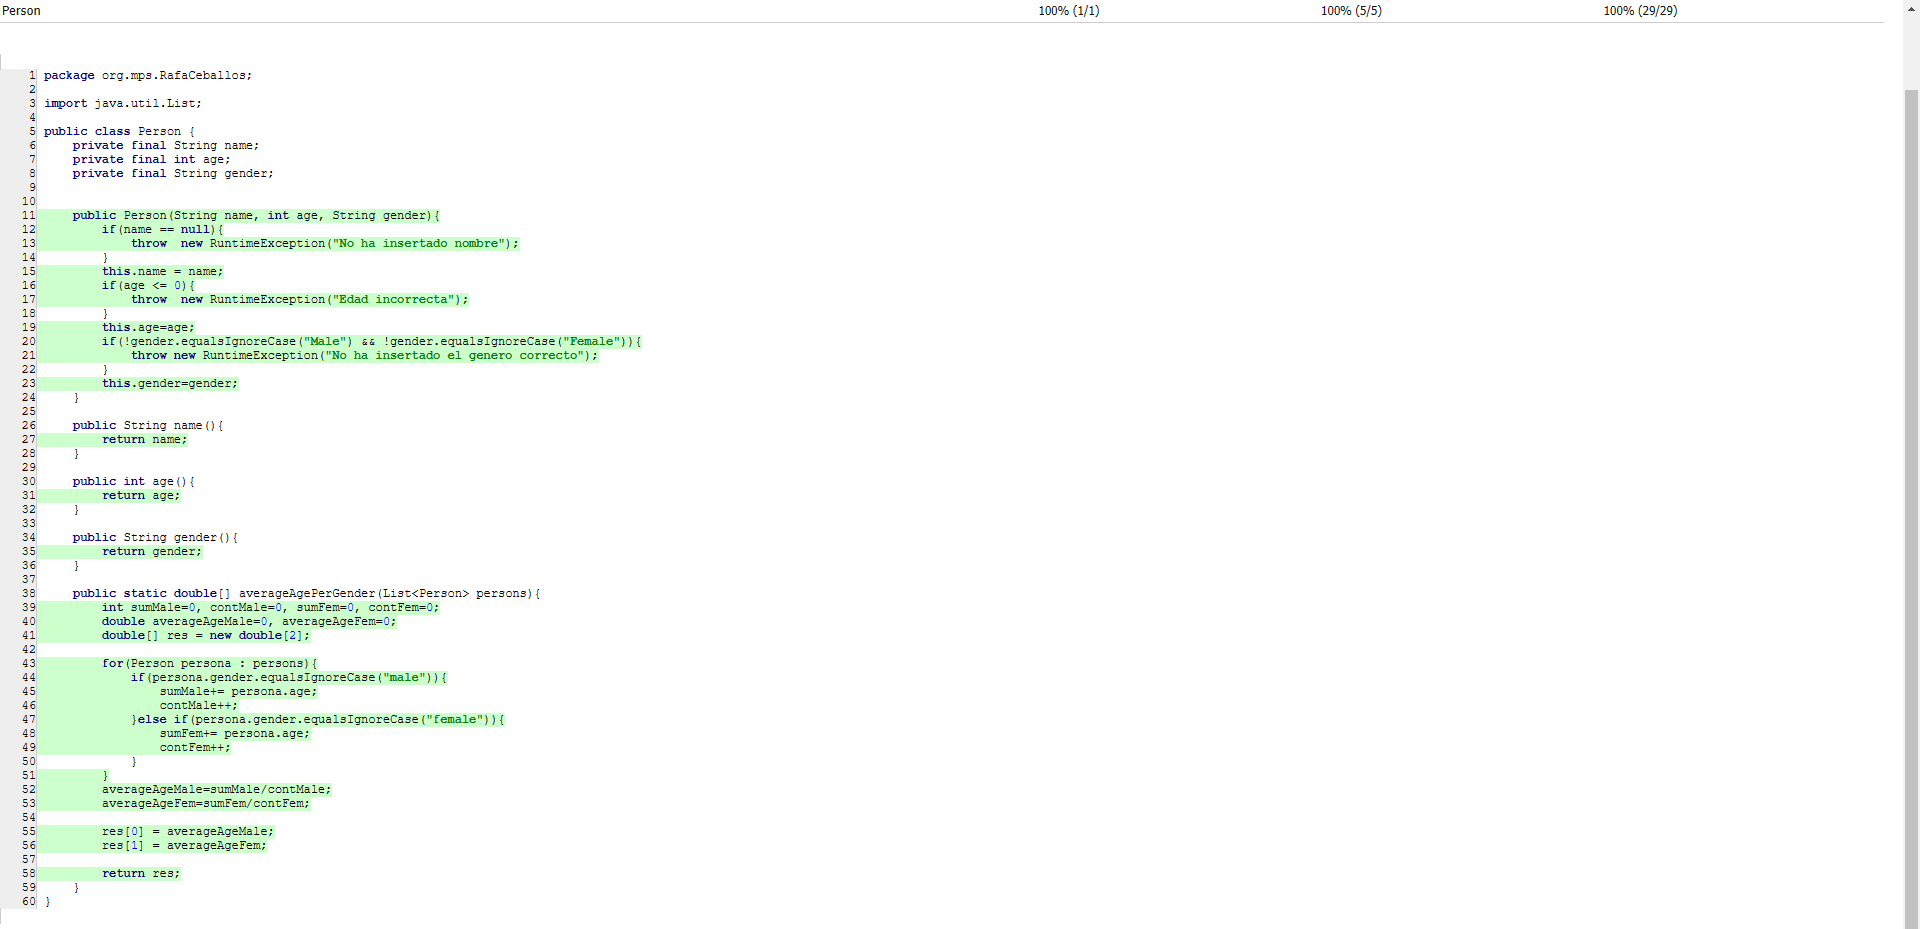 Person 100% (1/1) 100% (5/5) 100% (29/29)
1 package org.mps.RafaCeballos;
2
3 import java.util.List;
4
5 public class Person {
6     private final String name;
7     private final int age;
8     private final String gender;
9
10
11     public Person(String name, int age, String gender){
12         if(name == null){
13             throw  new RuntimeException("No ha insertado nombre");
14         }
15         this.name = name;
16         if(age <= 0){
17             throw  new RuntimeException("Edad incorrecta");
18         }
19         this.age=age;
20         if(!gender.equalsIgnoreCase("Male") && !gender.equalsIgnoreCase("Female")){
21             throw new RuntimeException("No ha insertado el genero correcto");
22         }
23         this.gender=gender;
24     }
25
26     public String name(){
27         return name;
28     }
29
30     public int age(){
31         return age;
32     }
33
34     public String gender(){
35         return gender;
36     }
37
38     public static double[] averageAgePerGender(List<Person> persons){
39         int sumMale=0, contMale=0, sumFem=0, contFem=0;
40         double averageAgeMale=0, averageAgeFem=0;
41         double[] res = new double[2];
42
43         for(Person persona : persons){
44             if(persona.gender.equalsIgnoreCase("male")){
45                 sumMale+= persona.age;
46                 contMale++;
47             }else if(persona.gender.equalsIgnoreCase("female")){
48                 sumFem+= persona.age;
49                 contFem++;
50             }
51         }
52         averageAgeMale=sumMale/contMale;
53         averageAgeFem=sumFem/contFem;
54
55         res[0] = averageAgeMale;
56         res[1] = averageAgeFem;
57
58         return res;
59     }
60 }